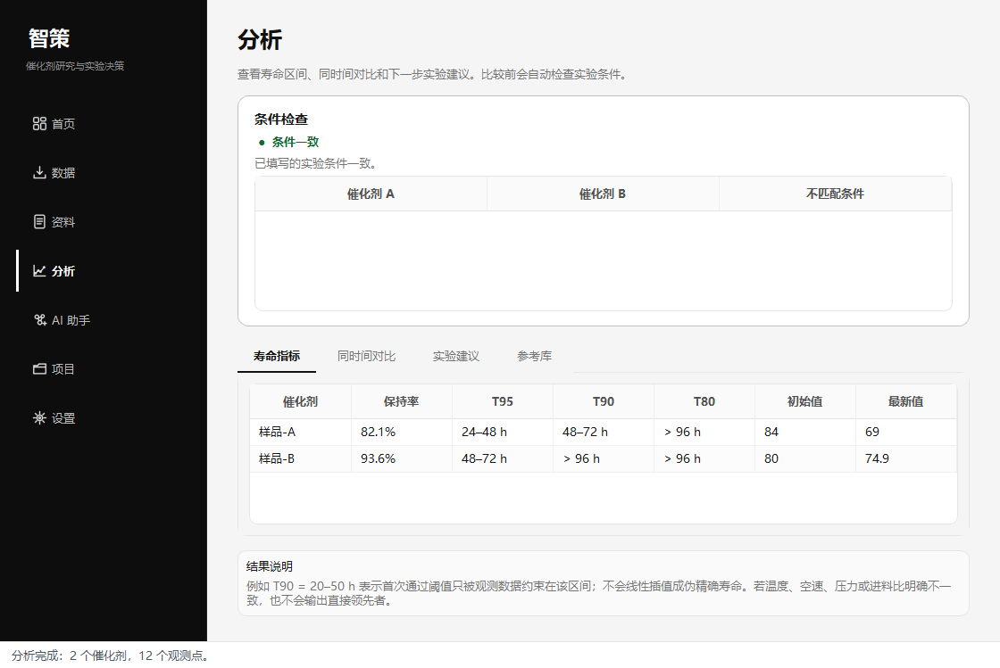 智策
催化剂研究与实验决策
首页
数据
资料
分析
AI 助手
项目
设置
分析
查看寿命区间、同时间对比和下一步实验建议。比较前会自动检查实验条件。
条件检查
● 条件一致
已填写的实验条件一致。
催化剂 A 催化剂 B 不匹配条件
寿命指标 同时间对比 实验建议 参考库
催化剂 保持率 T95 T90 T80 初始值 最新值
样品-A 82.1% 24–48 h 48–72 h > 96 h 84 69
样品-B 93.6% 48–72 h > 96 h > 96 h 80 74.9
结果说明
例如 T90 = 20–50 h 表示首次通过阈值只被观测数据约束在该区间；不会线性插值成伪精确寿命。若温度、空速、压力或进料比明确不一
致，也不会输出直接领先者。
分析完成：2 个催化剂，12 个观测点。